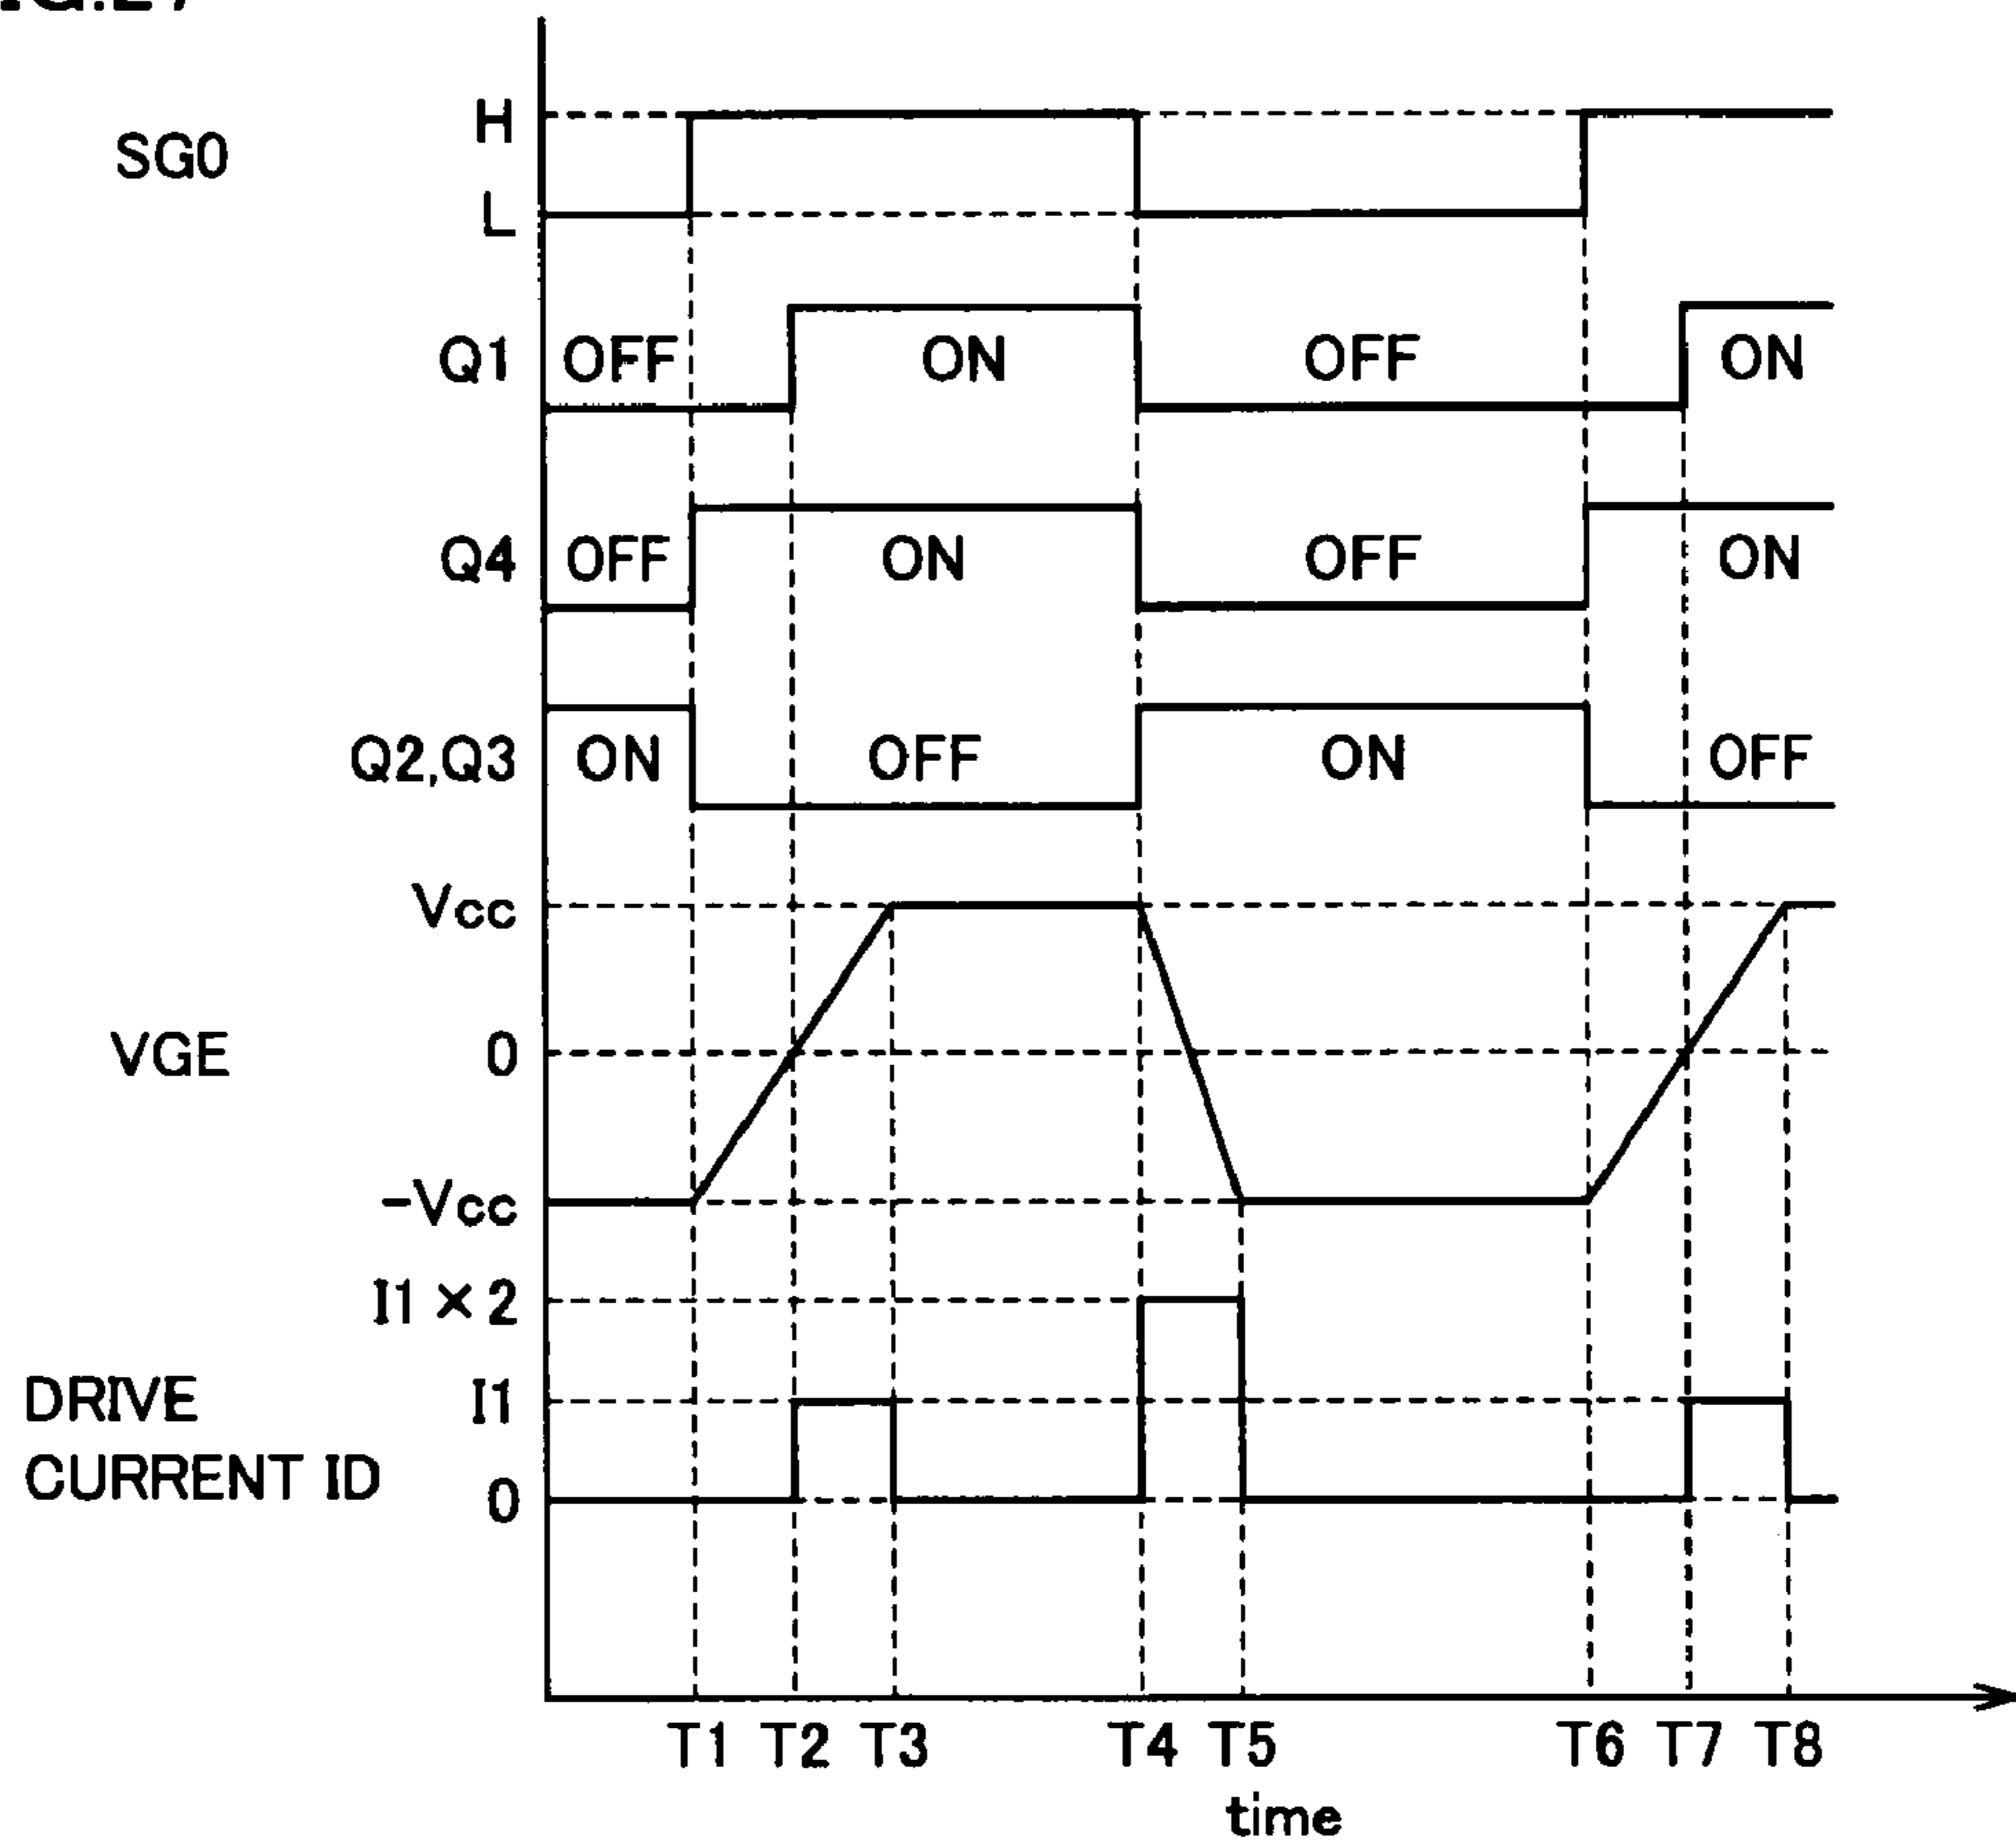 SG0
H
L
Q1 OFF ON OFF ON
Q4 OFF ON OFF ON
Q2,Q3 ON OFF ON OFF
VGE
Vcc
0
-Vcc
DRIVE
CURRENT ID
I1 × 2
I1
0
T1 T2 T3 T4 T5 T6 T7 T8
time